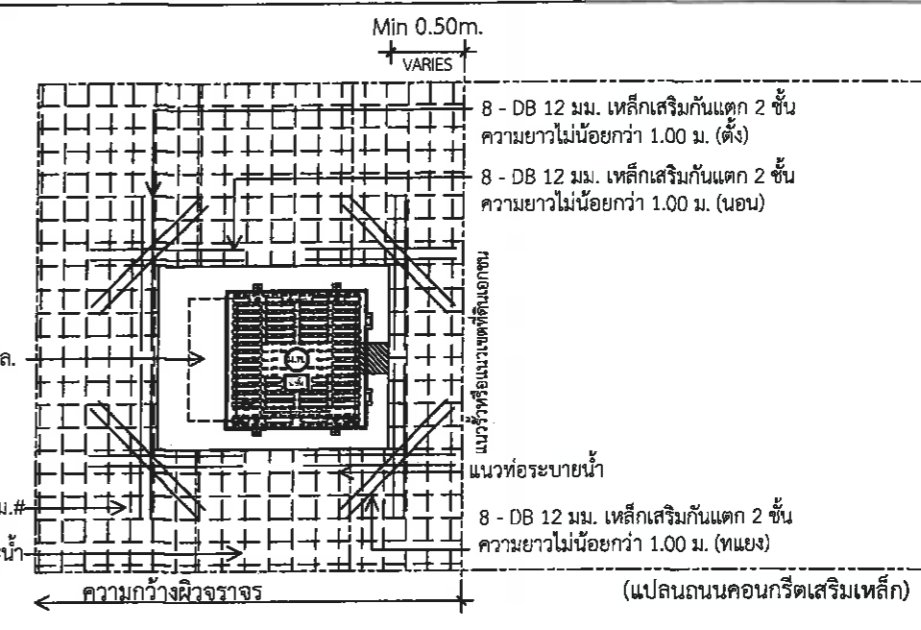 Min 0.50m.
VARIES
8 - DB 12 มม. เหล็กเสริมกันแตก 2 ชั้น
ความยาวไม่น้อยกว่า 1.00 ม. (ตั้ง)
8 - DB 12 มม. เหล็กเสริมกันแตก 2 ชั้น
ความยาวไม่น้อยกว่า 1.00 ม. (นอน)
แนวรั้วหรือแนวเขตที่ดินเอกชน
ล.
แนวท่อระบายน้ำ
ม.#
8 - DB 12 มม. เหล็กเสริมกันแตก 2 ชั้น
ความยาวไม่น้อยกว่า 1.00 ม. (ทแยง)
ความกว้างผิวจราจร
(แปลนถนนคอนกรีตเสริมเหล็ก)